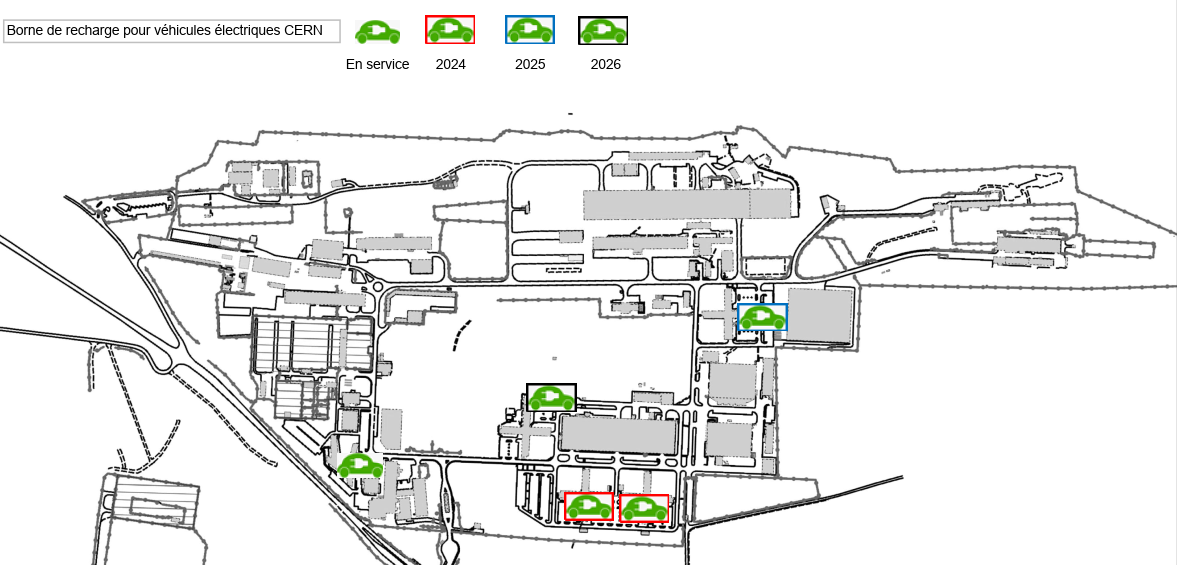 Borne de recharge pour véhicules électriques CERN
En service
2024
2025
2026